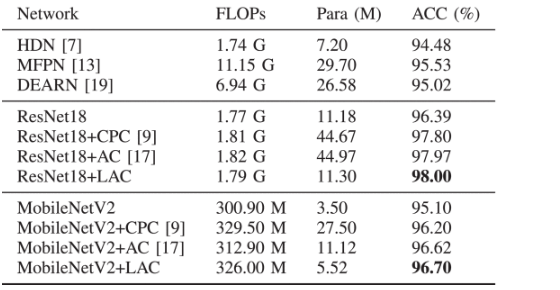 Network FLOPs Para (M) ACC (%)
HDN [7] 1.74 G 7.20 94.48
MFPN [13] 11.15 G 29.70 95.53
DEARN [19] 6.94 G 26.58 95.02
ResNet18 1.77 G 11.18 96.39
ResNet18+CPC [9] 1.81 G 44.67 97.80
ResNet18+AC [17] 1.82 G 44.97 97.97
ResNet18+LAC 1.79 G 11.30 98.00
MobileNetV2 300.90 M 3.50 95.10
MobileNetV2+CPC [9] 329.50 M 27.50 96.20
MobileNetV2+AC [17] 312.90 M 11.12 96.62
MobileNetV2+LAC 326.00 M 5.52 96.70